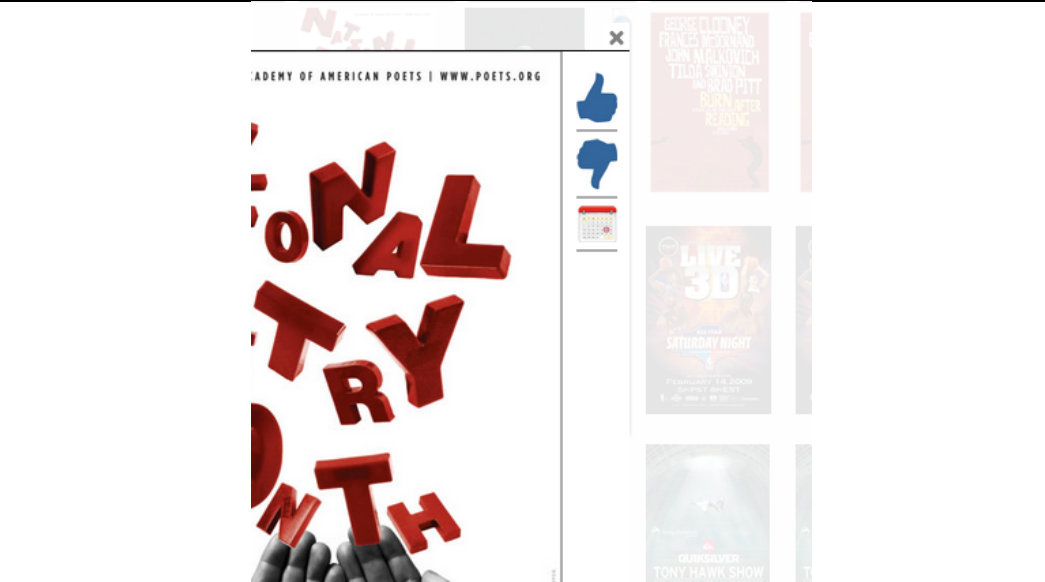 CADEMY OF AMERICAN POETS | WWW.POETS.ORG
ONAL
TRY
ONTH
GEORGE CLOONEY
FRANCES McDORMAND
JOHN MALKOVICH
TILDA SWINTON
AND BRAD PITT
BURN AFTER
READING
LIVE
3D
SATURDAY NIGHT
FEBRUARY 14, 2009
QUIKSILVER
TONY HAWK SHOW